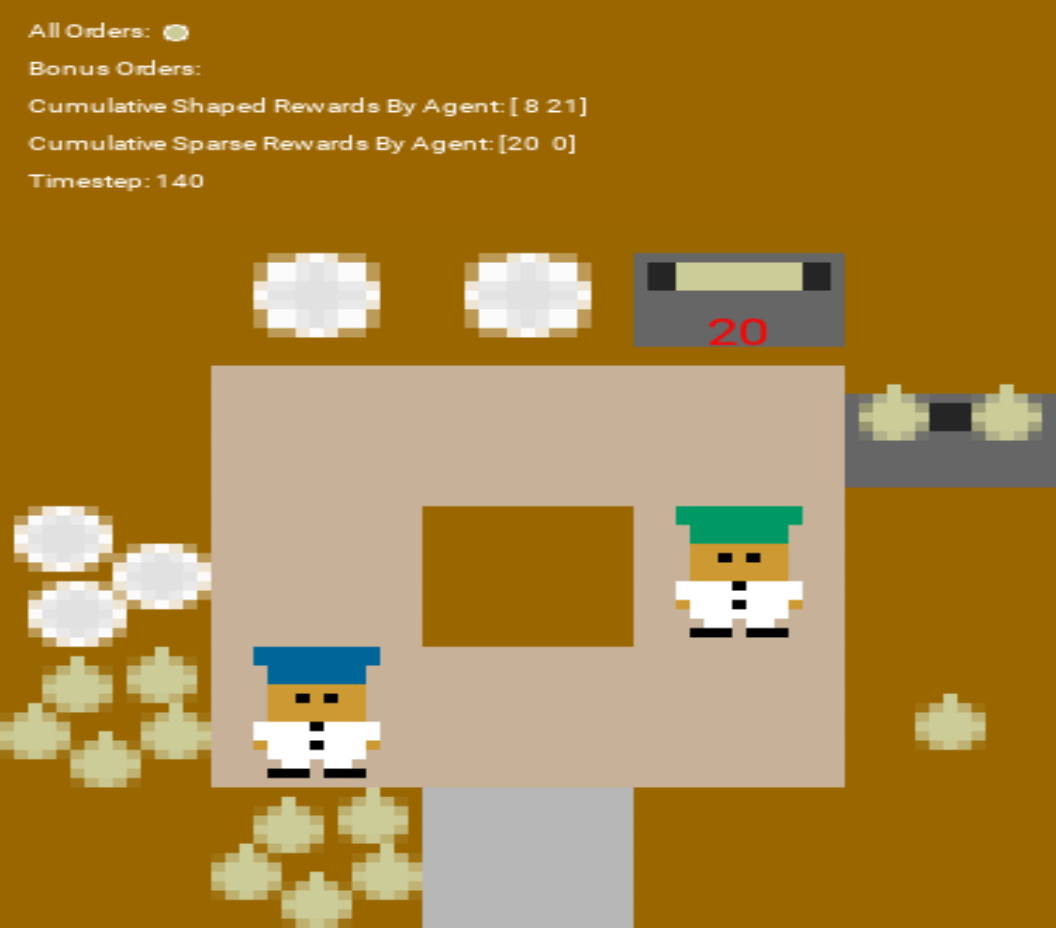 All Orders:
Bonus Orders:
Cumulative Shaped Rewards By Agent: [ 8 21]
Cumulative Sparse Rewards By Agent: [20  0]
Timestep: 140
20